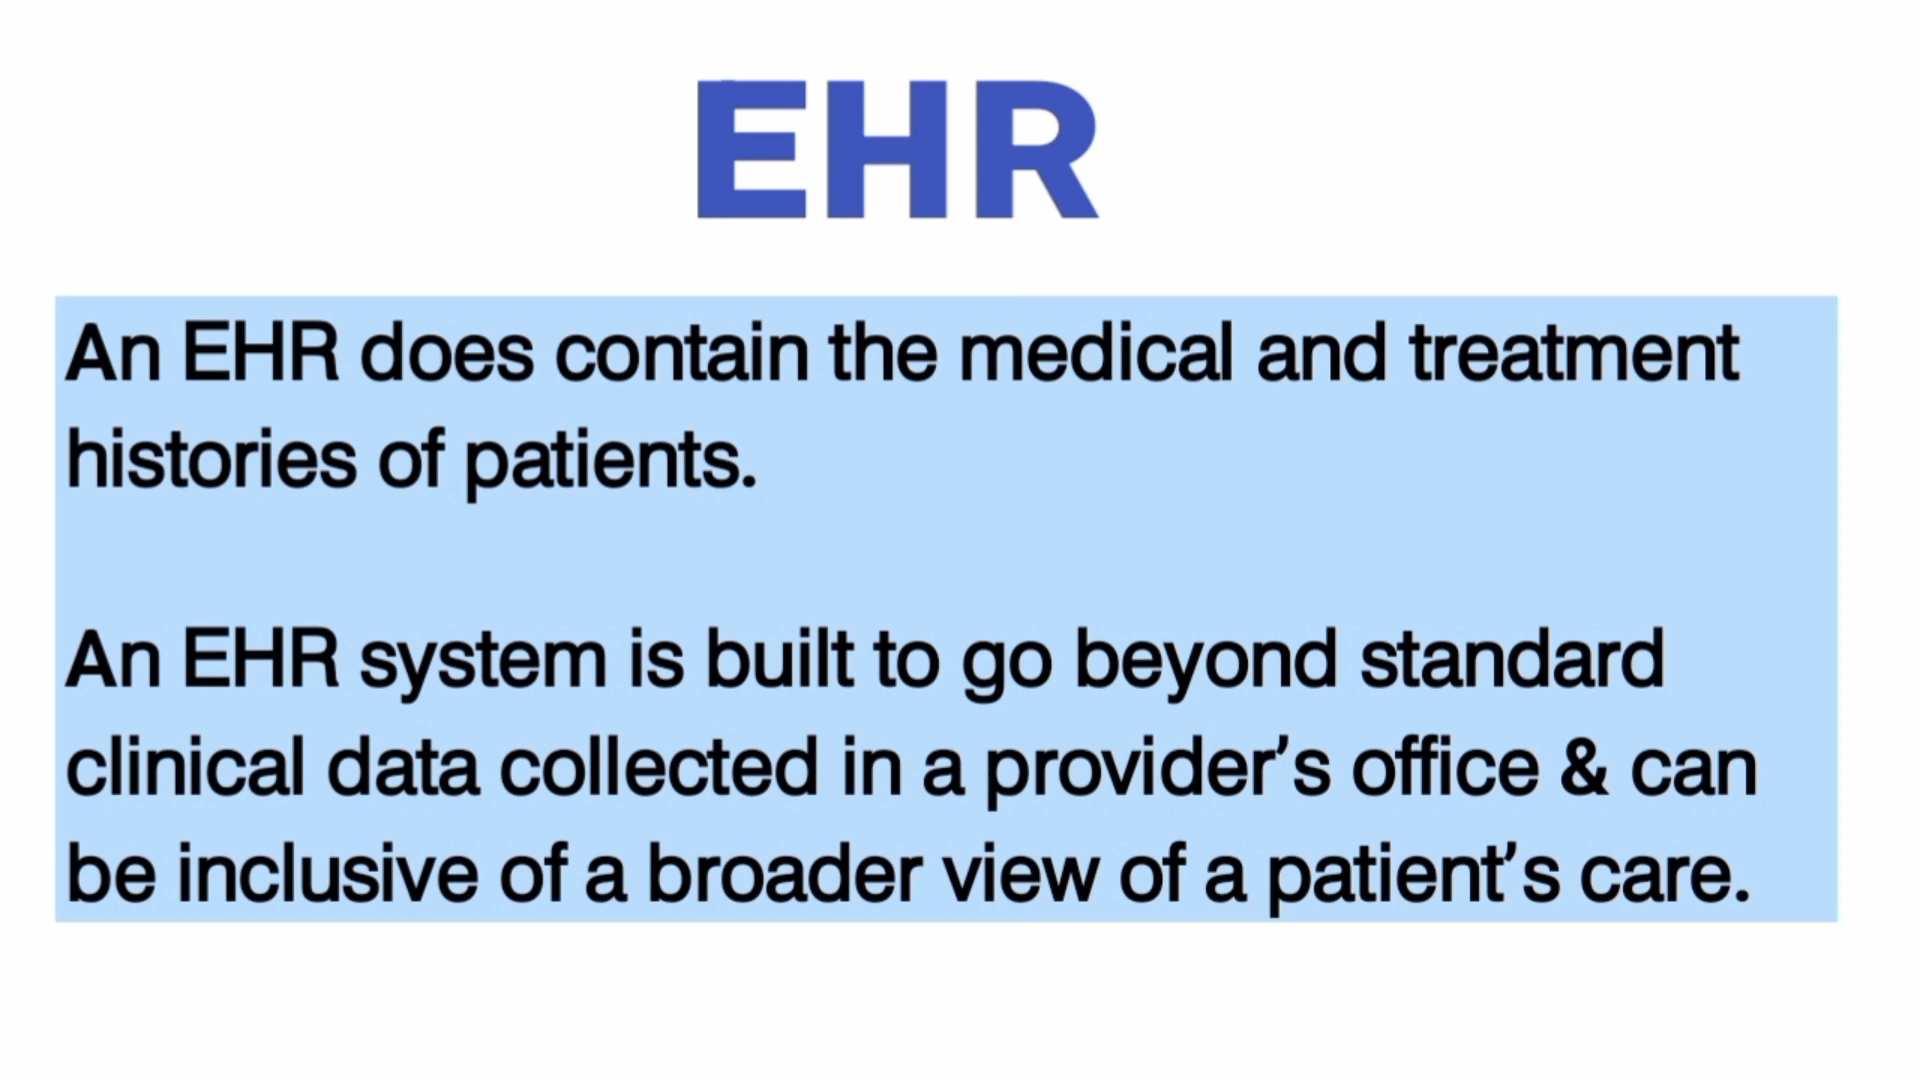 EHR
An EHR does contain the medical and treatment
histories of patients.
An EHR system is built to go beyond standard
clinical data collected in a provider’s office & can
be inclusive of a broader view of a patient’s care.